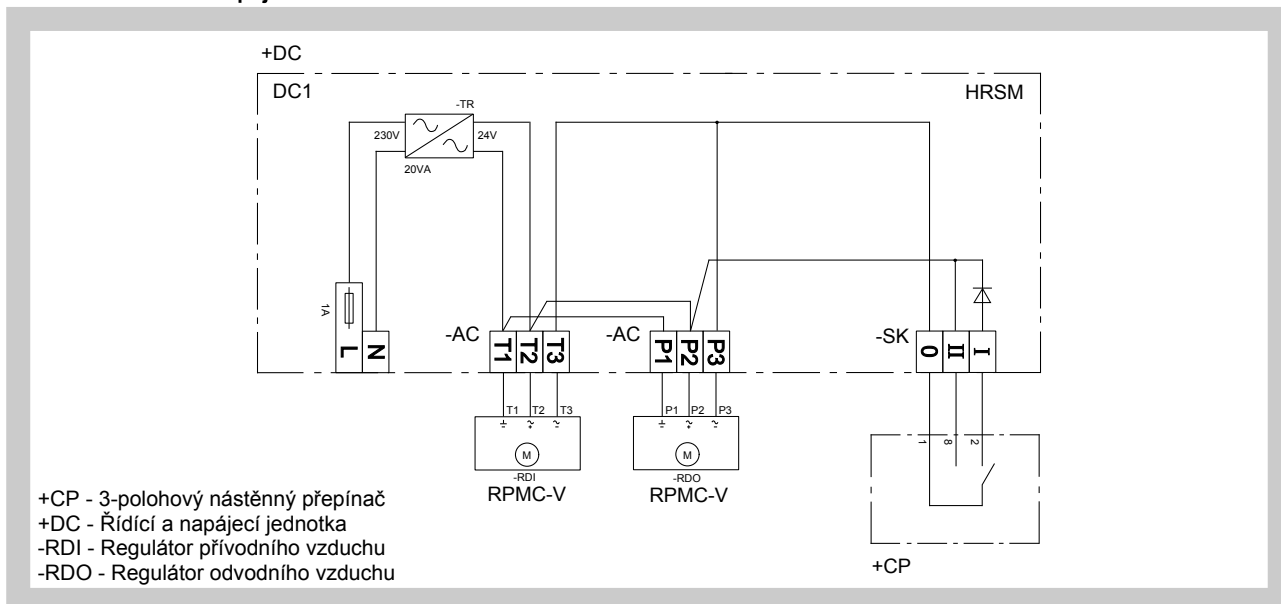 +DC
DC1
HRSM
-TR
230V
24V
20VA
1A
L
N
-AC
T1
T2
T3
-AC
P1
P2
P3
-SK
0
II
I
T1
T2
T3
P1
P2
P3
1
8
2
M
M
-RDI
-RDO
RPMC-V
RPMC-V
+CP - 3-polohový nástěnný přepínač
+DC - Řídící a napájecí jednotka
-RDI - Regulátor přívodního vzduchu
-RDO - Regulátor odvodního vzduchu
+CP